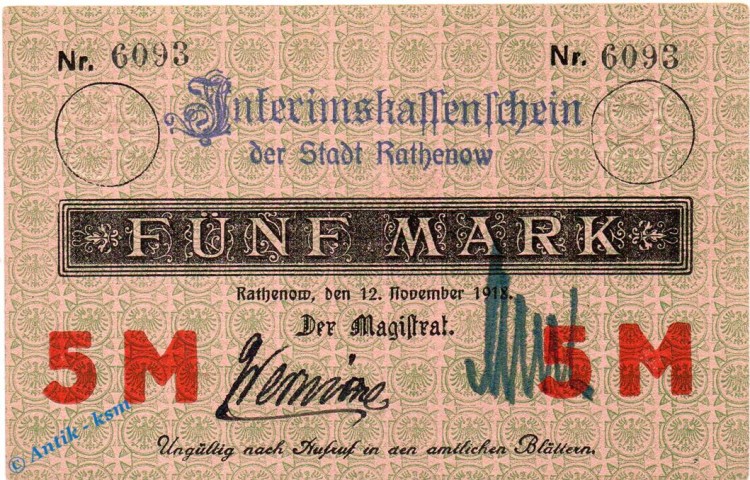 Nr. 6093 Nr. 6093
Interimskassenschein
der Stadt Rathenow
FÜNF MARK
Rathenow, den 12. November 1918.
Der Magistrat.
5 M 5 M
Ungültig nach Aufruf in den amtlichen Blättern.
© Antik - ksm